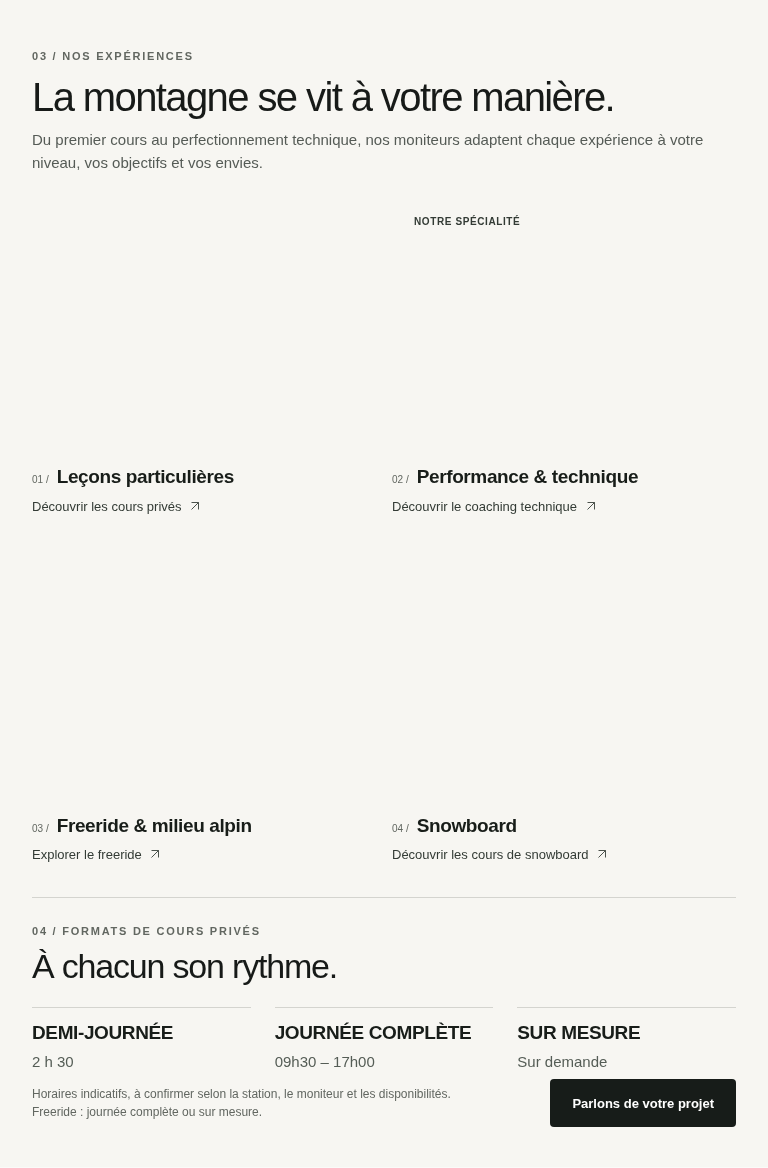 03 / NOS EXPÉRIENCES
La montagne se vit à votre manière.
Du premier cours au perfectionnement technique, nos moniteurs adaptent chaque expérience à votre
niveau, vos objectifs et vos envies.
NOTRE SPÉCIALITÉ
01 / Leçons particulières
Découvrir les cours privés
02 / Performance & technique
Découvrir le coaching technique
03 / Freeride & milieu alpin
Explorer le freeride
04 / Snowboard
Découvrir les cours de snowboard
04 / FORMATS DE COURS PRIVÉS
À chacun son rythme.
DEMI-JOURNÉE
2 h 30
JOURNÉE COMPLÈTE
09h30 – 17h00
SUR MESURE
Sur demande
Horaires indicatifs, à confirmer selon la station, le moniteur et les disponibilités.
Freeride : journée complète ou sur mesure.
Parlons de votre projet